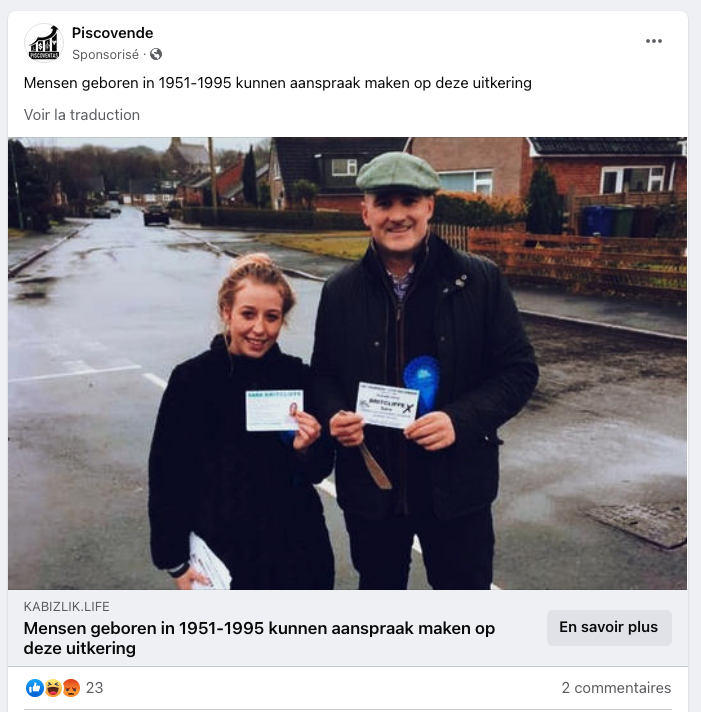 Piscovende
Sponsorisé ·
Mensen geboren in 1951-1995 kunnen aanspraak maken op deze uitkering
Voir la traduction
SARA BRITCLIFFE
BRITCLIFFE X
Sara
KABIZLIK.LIFE
Mensen geboren in 1951-1995 kunnen aanspraak maken op
deze uitkering
En savoir plus
23
2 commentaires